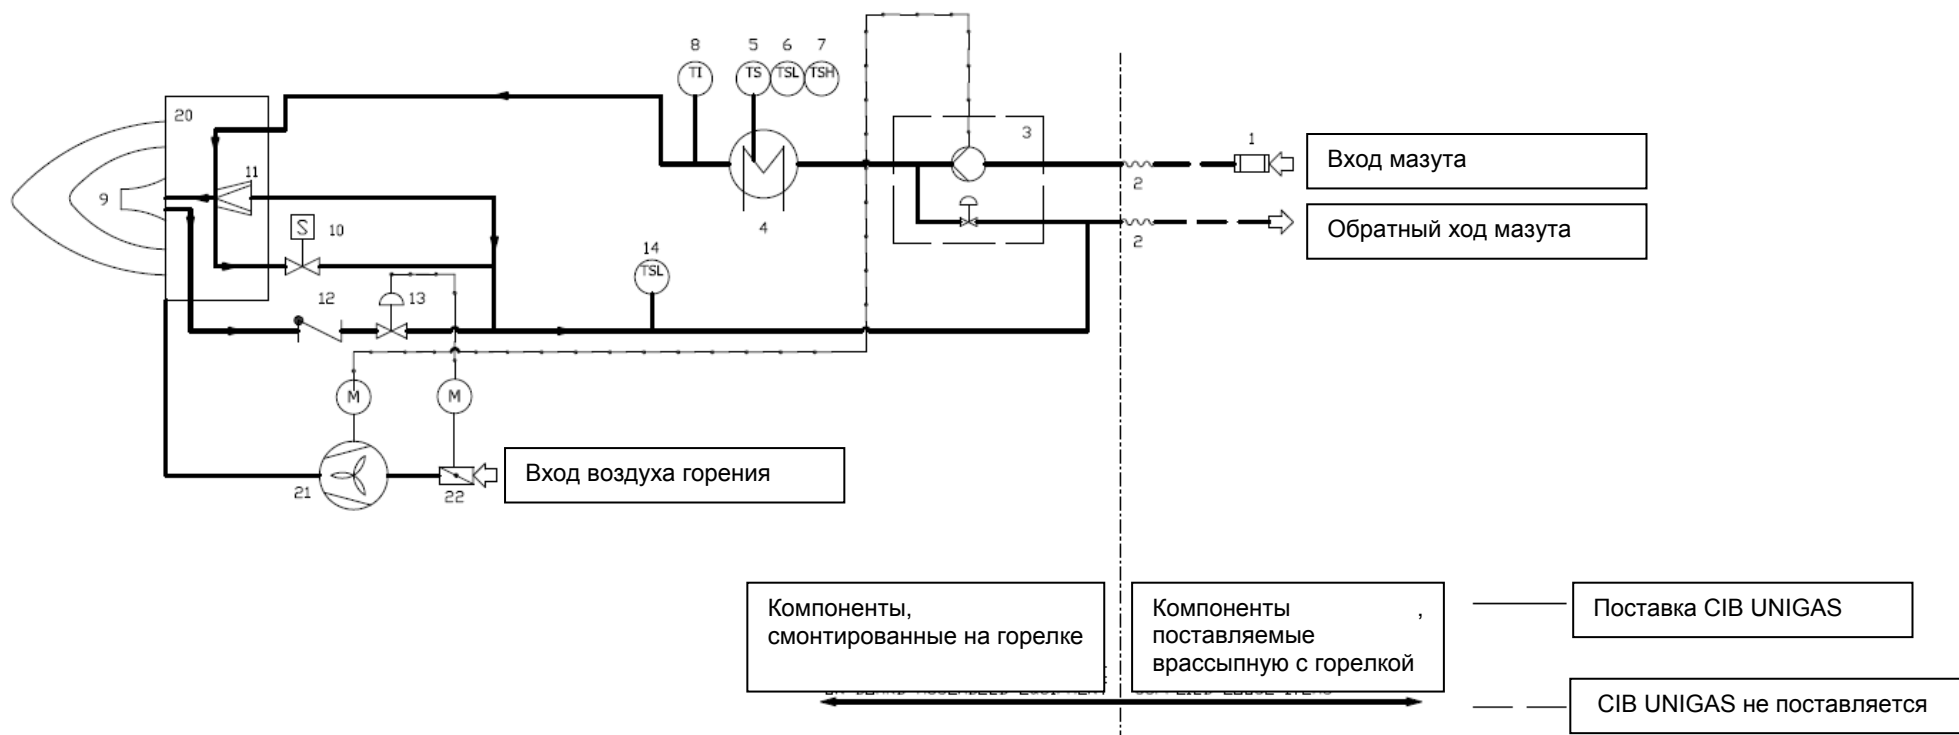 8 5 6 7
TI TS TSL TSH
20
3
1
Вход мазута
11
9
2
4
S 10
2
Обратный ход мазута
14
TSL
12 13
M M
Вход воздуха горения
21 22
Компоненты,
смонтированные на горелке
Компоненты ,
поставляемые
врассыпную с горелкой
Поставка CIB UNIGAS
CIB UNIGAS не поставляется